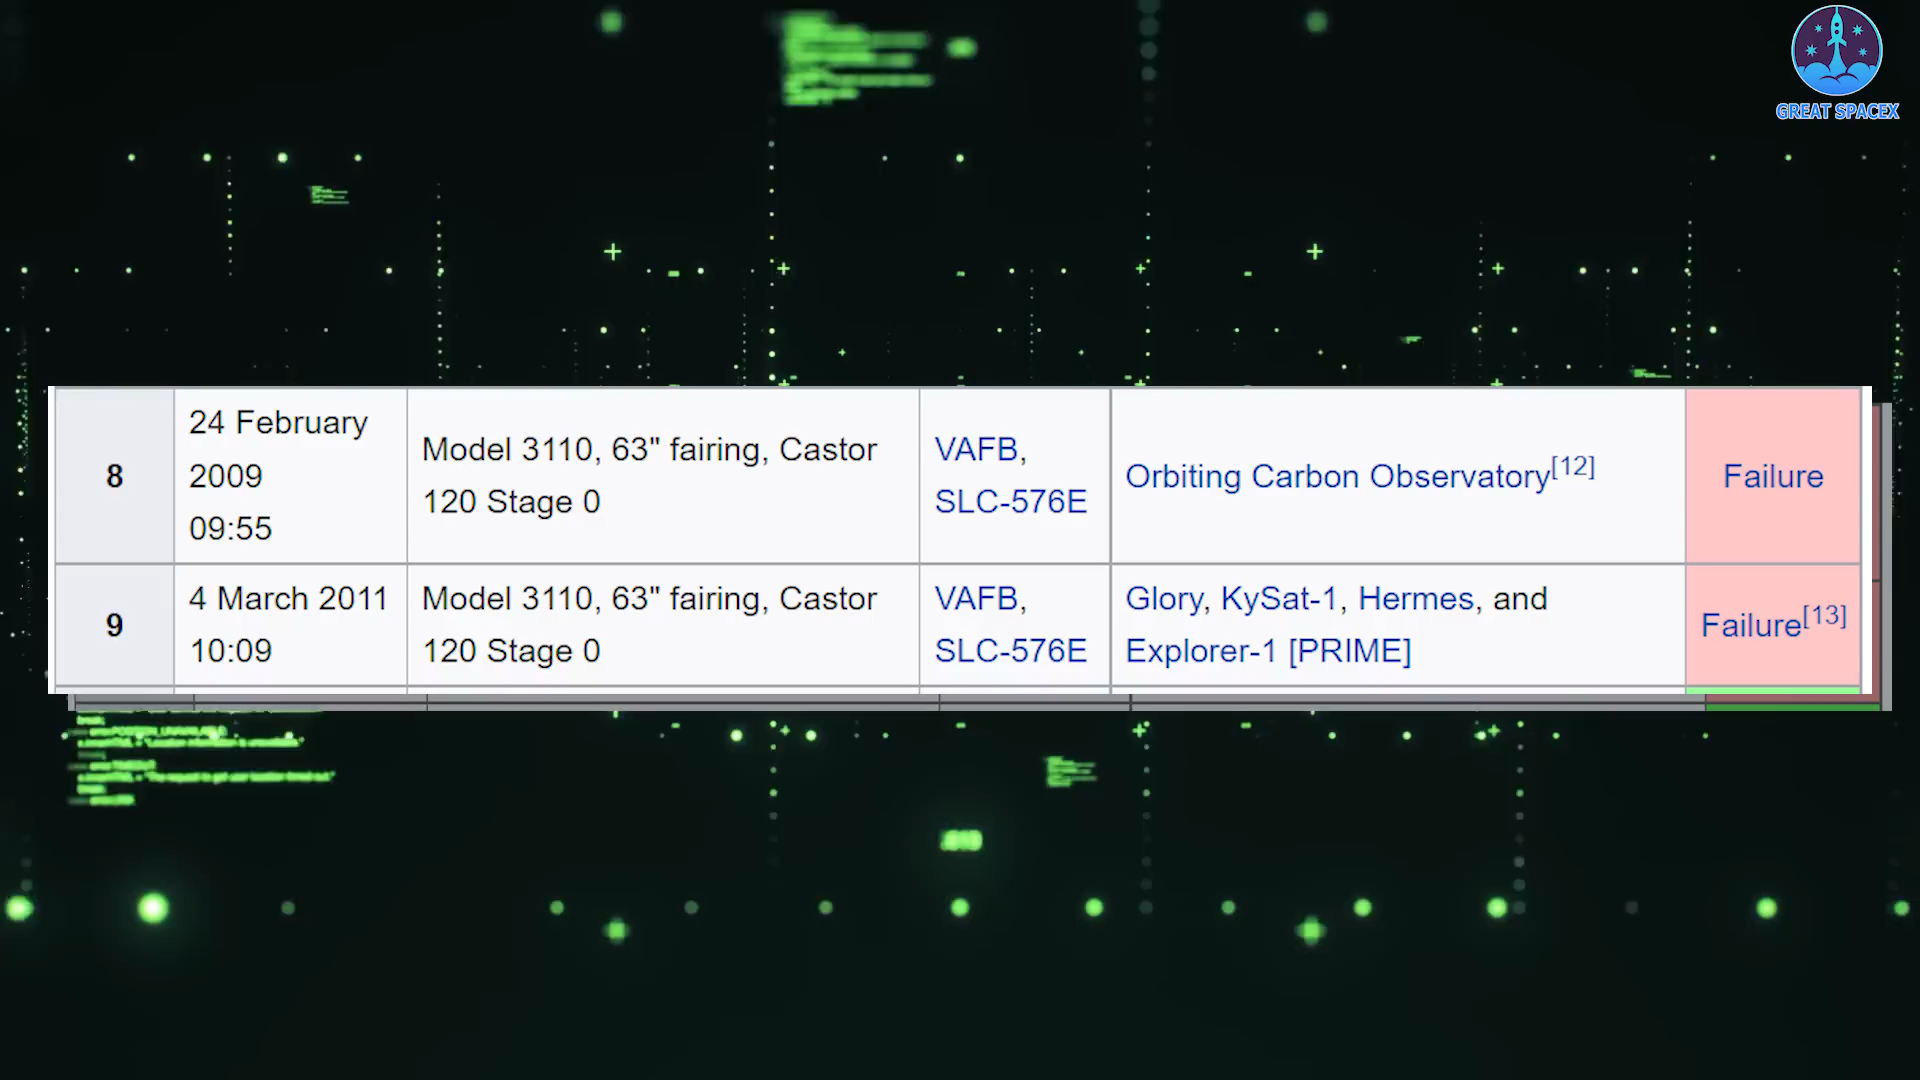 GREAT SPACEX
8
24 February
2009
09:55
Model 3110, 63" fairing, Castor
120 Stage 0
VAFB,
SLC-576E
Orbiting Carbon Observatory[12]
Failure
9
4 March 2011
10:09
Model 3110, 63" fairing, Castor
120 Stage 0
VAFB,
SLC-576E
Glory, KySat-1, Hermes, and
Explorer-1 [PRIME]
Failure[13]
break;